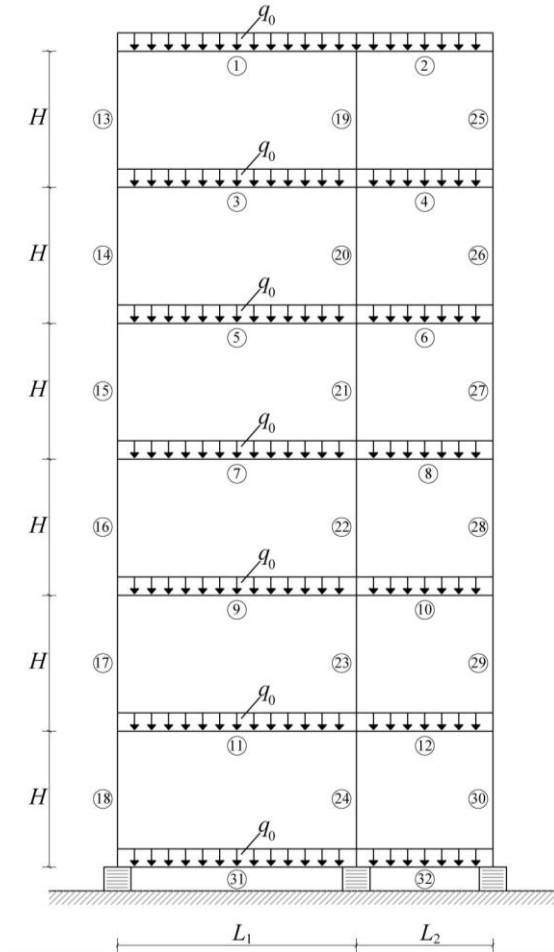 q₀
① ②
H ⑬ ⑲ ㉕
q₀
③ ④
H ⑭ ⑳ ㉖
q₀
⑤ ⑥
H ⑮ ㉑ ㉗
q₀
⑦ ⑧
H ⑯ ㉒ ㉘
q₀
⑨ ⑩
H ⑰ ㉓ ㉙
q₀
⑪ ⑫
H ⑱ ㉔ ㉚
q₀
㉛ ㉜
L₁ L₂